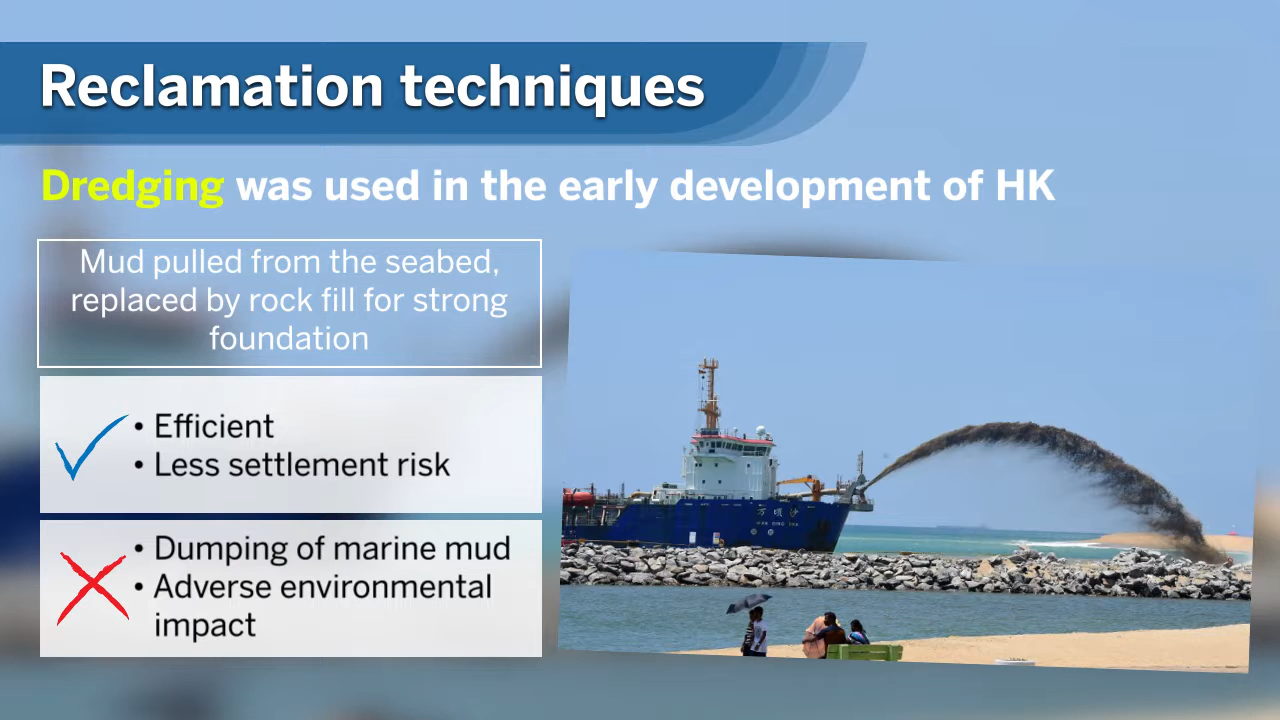 Reclamation techniques
Dredging was used in the early development of HK
Mud pulled from the seabed,
replaced by rock fill for strong
foundation
• Efficient
• Less settlement risk
• Dumping of marine mud
• Adverse environmental
impact